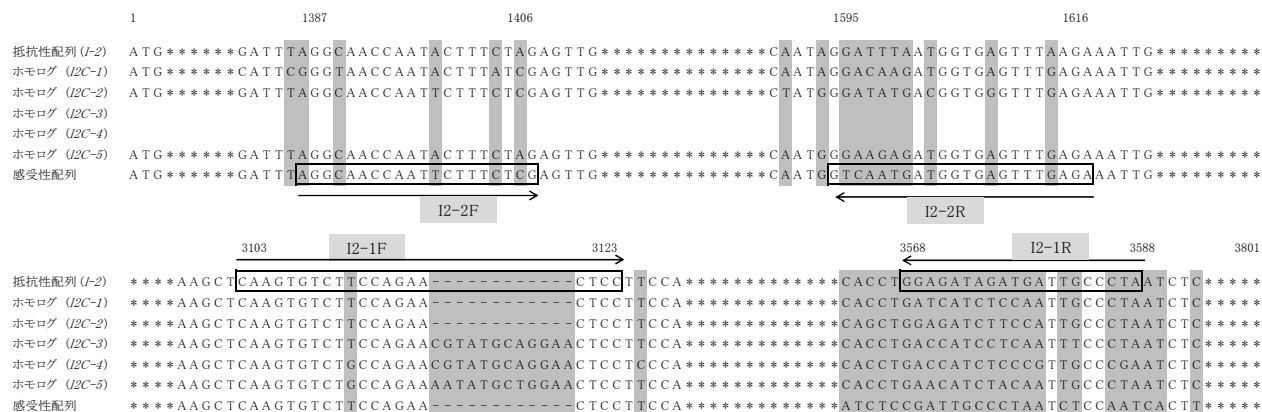 1 1387 1406 1595 1616
抵抗性配列 (I-2) ATG******GATTTAGGCAACCAATACTTTCTAGAGTTG***************CAATAGGATTTAATGGTGAGTTTAAGAAATTG*********
ホモログ (I2C-1) ATG******CATTCGGGTAACCAATACTTTATCGAGTTG***************CAATAGGACAAGATGGTGAGTTTGAGAAATTG*********
ホモログ (I2C-2) ATG******GATTTAGGCAACCAATTCTTTCTCGAGTTG***************CTATGGGATATGACGGTGGGTTTGAGAAATTG*********
ホモログ (I2C-3)
ホモログ (I2C-4)
ホモログ (I2C-5) ATG******GATTTAGGCAACCAATACTTTCTAGAGTTG***************CAATGGGAAGAGATGGTGAGTTTGAGAAATTG*********
感受性配列 ATG******GATTTAGGCAACCAATTCTTTCTCGAGTTG***************CAATGGTCAATGATGGTGAGTTTGAGAAATTG*********
I2-2F I2-2R
3103 I2-1F 3123 3568 I2-1R 3588 3801
抵抗性配列 (I-2) ****AAGCTCAAGTGTCTTCCAGAA------------CTCCTTCCA*************CACCTGGAGATAGATGATTGCCCTAATCTC*****
ホモログ (I2C-1) ****AAGCTCAAGTGTCTTCCAGAA------------CTCCTTCCA*************CACCTGATCATCTCCAATTGCCCTAATCTC*****
ホモログ (I2C-2) ****AAGCTCAAGTGTCTTCCAGAA------------CTCCTTCCA*************CAGCTGGAGATCTTCCATTGCCCTAATCTC*****
ホモログ (I2C-3) ****AAGCTCAAGTGTCTTCCAGAACGTATGCAGGAACTCCTTCCA*************CACCTGACCATCCTCAATTTCCCTAATCTC*****
ホモログ (I2C-4) ****AAGCTCAAGTGTCTGCCAGAACGTATGCAGGAACTCCTTCCA*************CACCTGACCATCTCCCGTTGCCCGAATCTC*****
ホモログ (I2C-5) ****AAGCTCAAGTGTCTGCCAGAAAATATGCTGGAACTCCTCCCA*************CACCTGAACATCTACAATTGCCCTAATCTC*****
感受性配列 ****AAGCTCAAGTGTCTTCCAGAA------------CTCCTTCCA*************ATCTCCGATTGCCCTAATCTCCAATCACTT*****